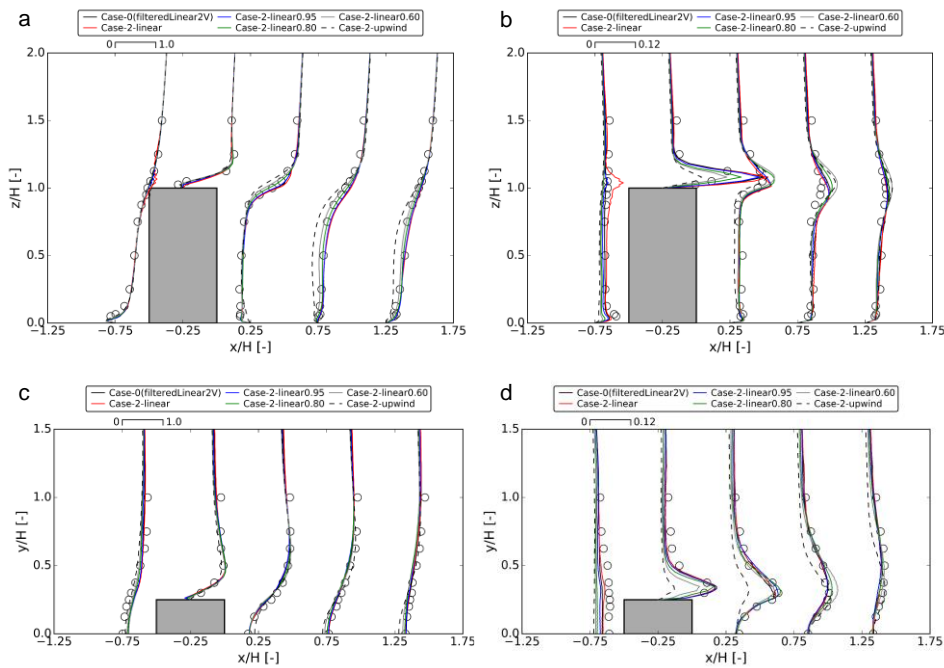 a
Case-0(filteredLinear2V) Case-2-linear0.95 Case-2-linear0.60
Case-2-linear Case-2-linear0.80 Case-2-upwind
0 1.0
2.0
1.5
1.0
0.5
0.0
z/H [-]
−1.25 −0.75 −0.25 0.25 0.75 1.25 1.75
x/H [-]
b
Case-0(filteredLinear2V) Case-2-linear0.95 Case-2-linear0.60
Case-2-linear Case-2-linear0.80 Case-2-upwind
0 0.12
2.0
1.5
1.0
0.5
0.0
z/H [-]
−1.25 −0.75 −0.25 0.25 0.75 1.25 1.75
x/H [-]
c
Case-0(filteredLinear2V) Case-2-linear0.95 Case-2-linear0.60
Case-2-linear Case-2-linear0.80 Case-2-upwind
0 1.0
1.5
1.0
0.5
0.0
y/H [-]
−1.25 −0.75 −0.25 0.25 0.75 1.25 1.75
x/H [-]
d
Case-0(filteredLinear2V) Case-2-linear0.95 Case-2-linear0.60
Case-2-linear Case-2-linear0.80 Case-2-upwind
0 0.12
1.5
1.0
0.5
0.0
y/H [-]
−1.25 −0.75 −0.25 0.25 0.75 1.25 1.75
x/H [-]